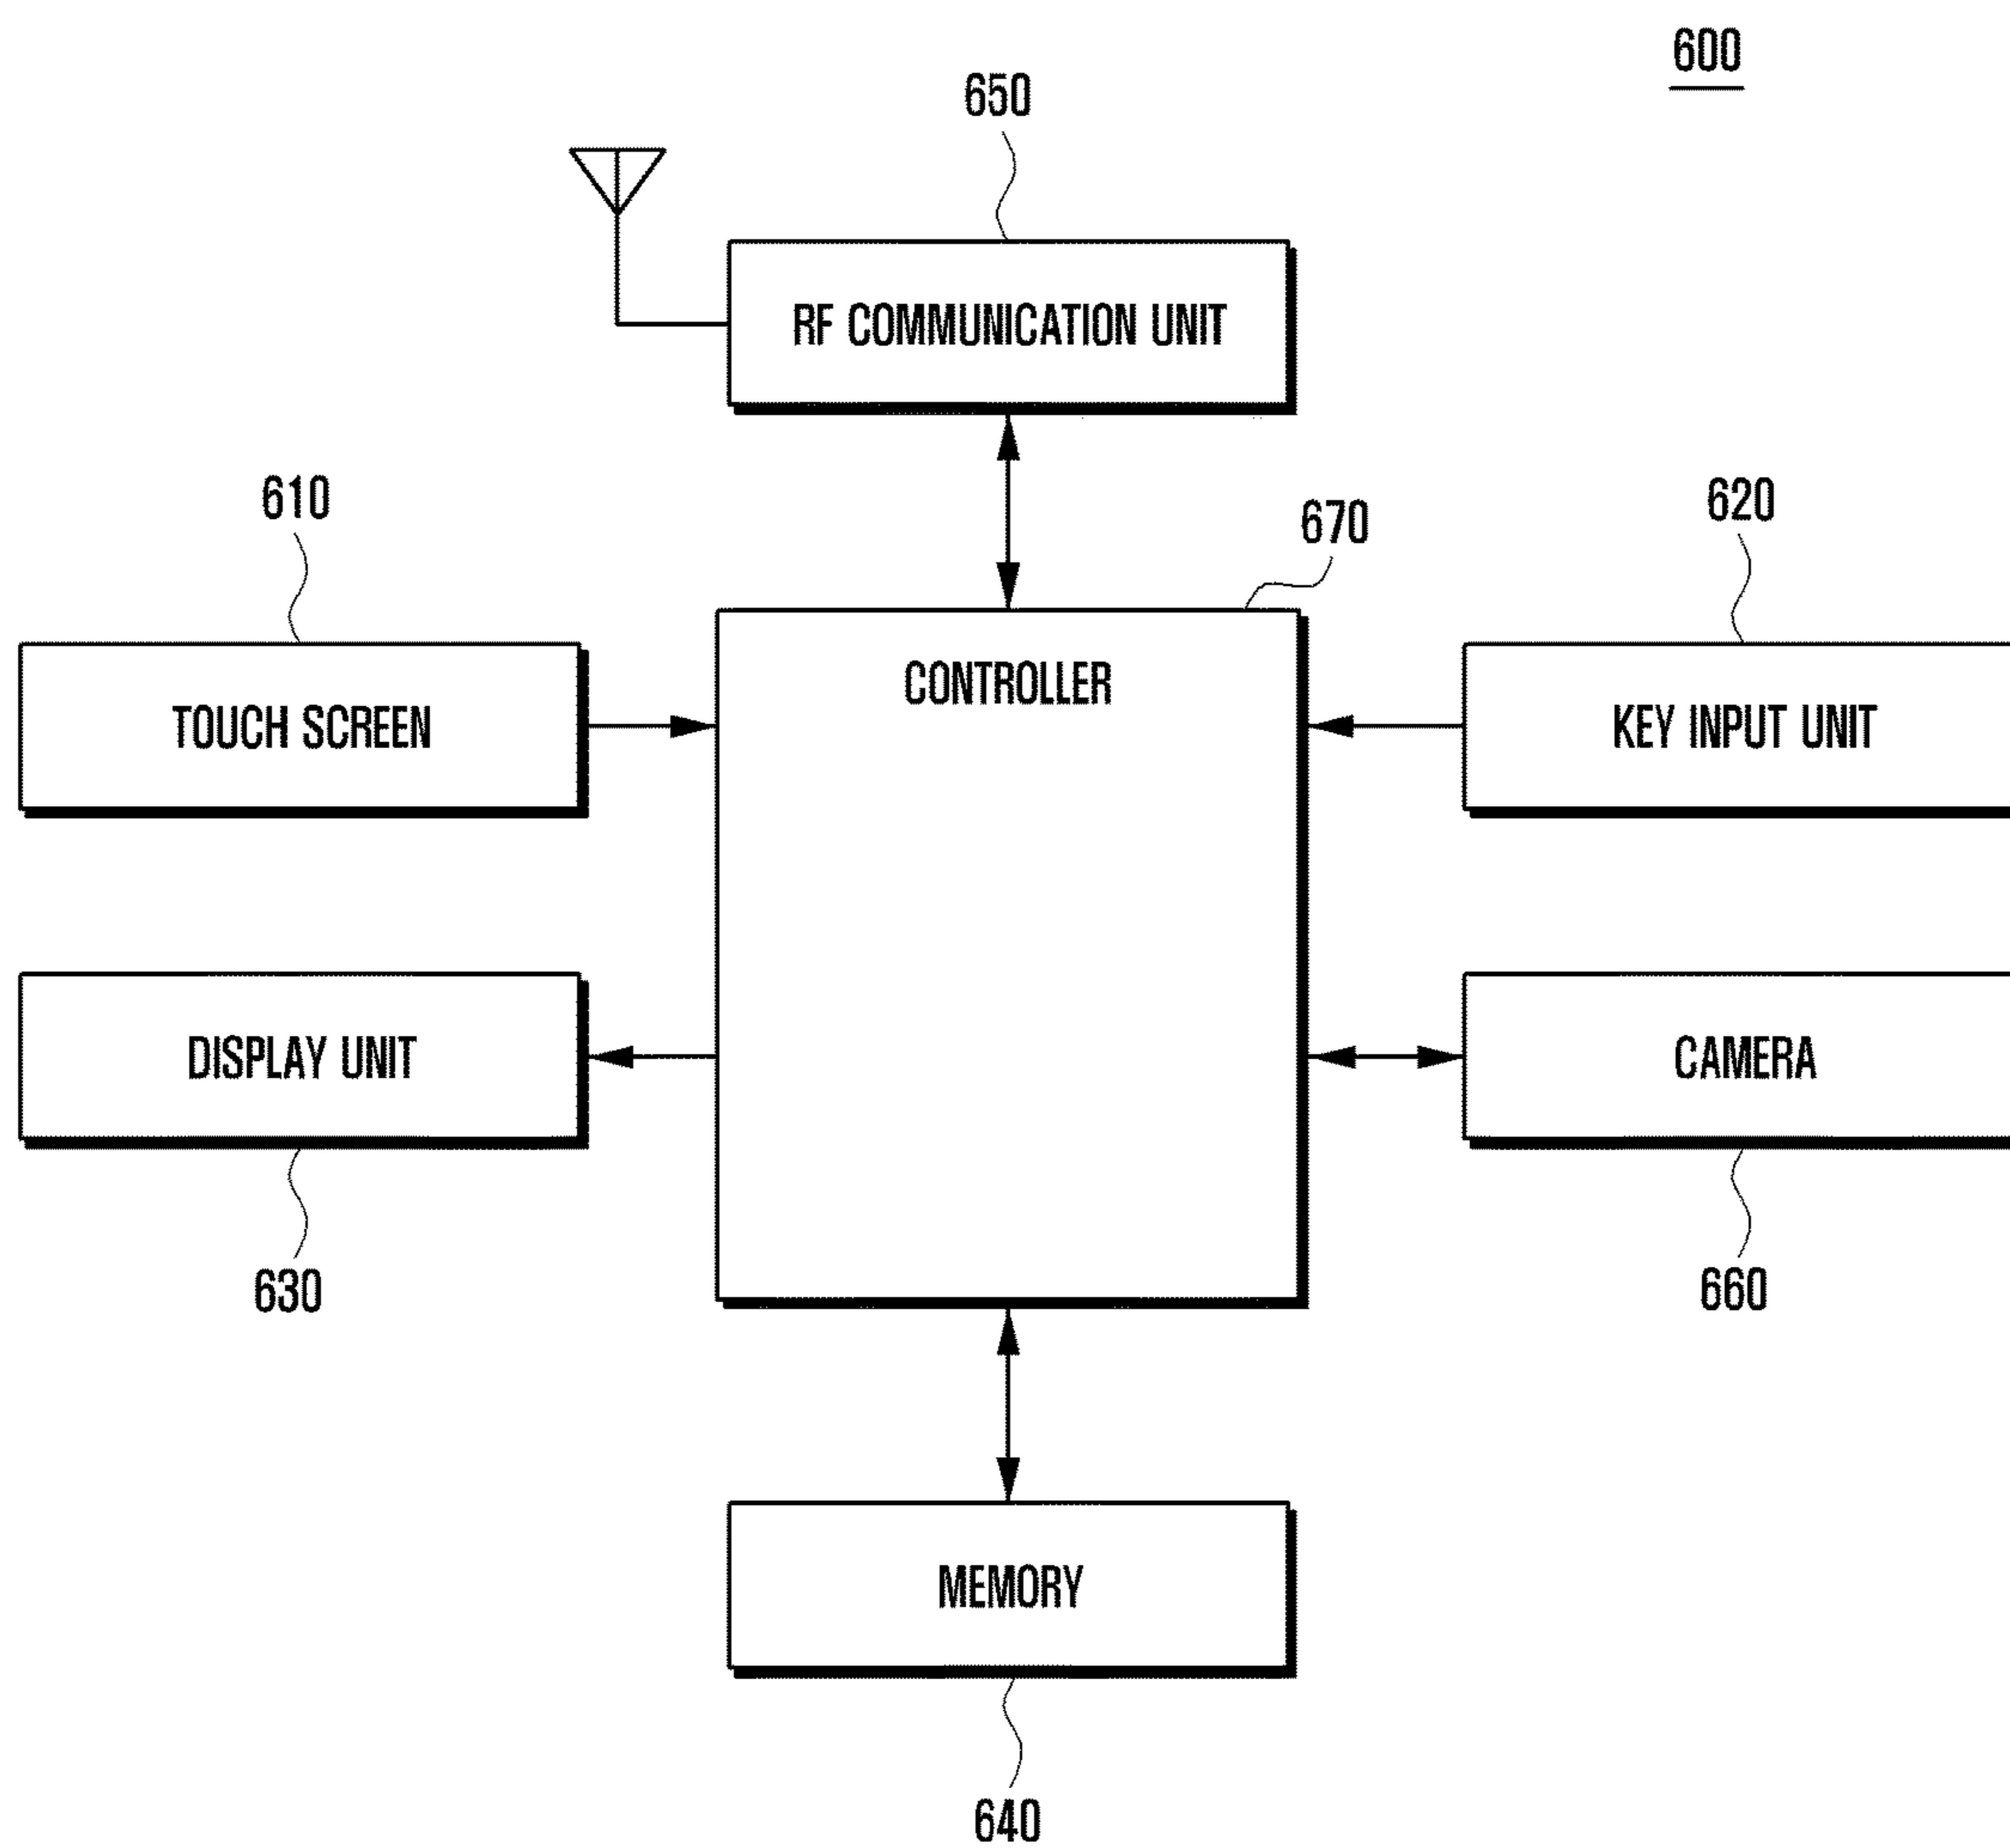 600
650
RF COMMUNICATION UNIT
610
670
620
CONTROLLER
TOUCH SCREEN
KEY INPUT UNIT
DISPLAY UNIT
CAMERA
630
660
MEMORY
640